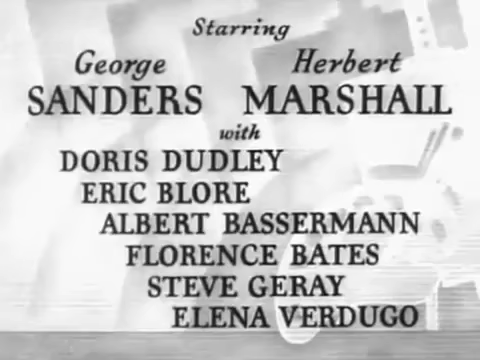 Starring
George Herbert
SANDERS MARSHALL
with
DORIS DUDLEY
ERIC BLORE
ALBERT BASSERMANN
FLORENCE BATES
STEVE GERAY
ELENA VERDUGO